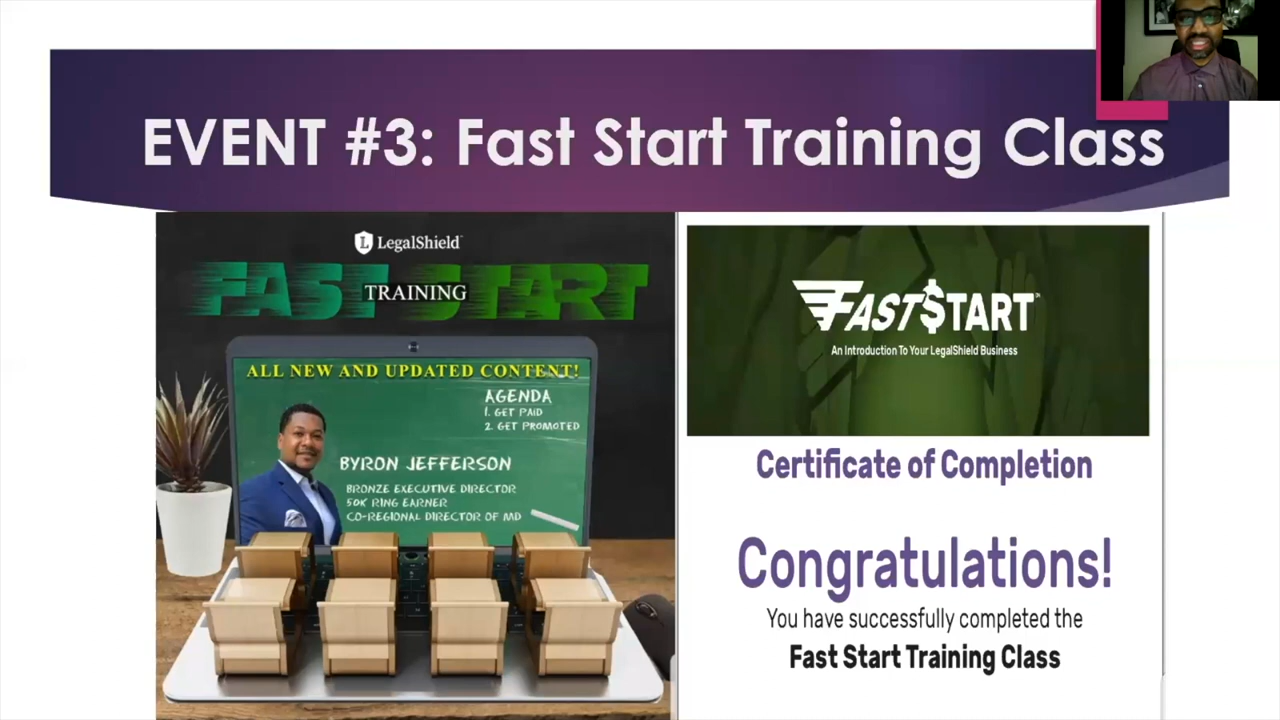 EVENT #3: Fast Start Training Class
LegalShield
FAST START
TRAINING
ALL NEW AND UPDATED CONTENT!
AGENDA
1. GET PAID
2. GET PROMOTED
BYRON JEFFERSON
BRONZE EXECUTIVE DIRECTOR
50K RING EARNER
CO-REGIONAL DIRECTOR OF MD
FAST$TART
An Introduction To Your LegalShield Business
Certificate of Completion
Congratulations!
You have successfully completed the
Fast Start Training Class